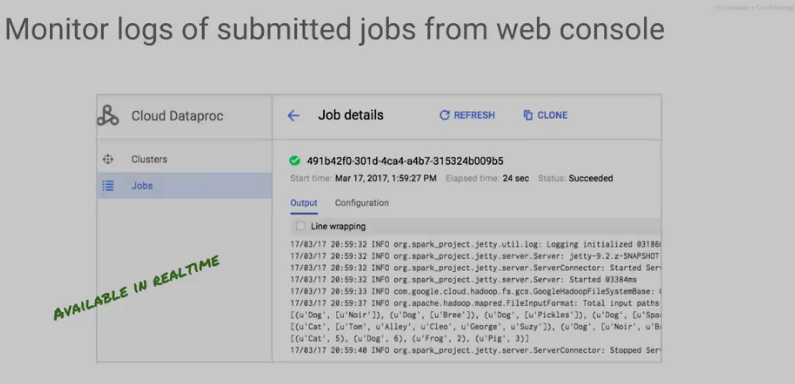 Monitor logs of submitted jobs from web console
Cloud Dataproc
Job details
REFRESH
CLONE
Clusters
Jobs
491b42f0-301d-4ca4-a4b7-315324b009b5
Start time: Mar 17, 2017, 1:59:27 PM Elapsed time: 24 sec Status: Succeeded
Output Configuration
Line wrapping
17/03/17 20:59:32 INFO org.spark_project.jetty.util.log: Logging initialized @3186
17/03/17 20:59:32 INFO org.spark_project.jetty.server.Server: jetty-9.2.z-SNAPSHOT
17/03/17 20:59:32 INFO org.spark_project.jetty.server.ServerConnector: Started Ser
17/03/17 20:59:32 INFO org.spark_project.jetty.server.Server: Started @3384ms
17/03/17 20:59:33 INFO com.google.cloud.hadoop.fs.gcs.GoogleHadoopFileSystemBase:
17/03/17 20:59:37 INFO org.apache.hadoop.mapred.FileInputFormat: Total input paths
[(u'Dog', [u'Noir']), (u'Dog', [u'Bree']), (u'Dog', [u'Pickles']), (u'Dog', [u'Spa
[(u'Cat', [u'Tom', u'Alley', u'Cleo', u'George', u'Suzy']), (u'Dog', [u'Noir', u'B
[(u'Cat', 5), (u'Dog', 6), (u'Frog', 2), (u'Pig', 3)]
17/03/17 20:59:40 INFO org.spark_project.jetty.server.ServerConnector: Stopped Ser
AVAILABLE IN REALTIME